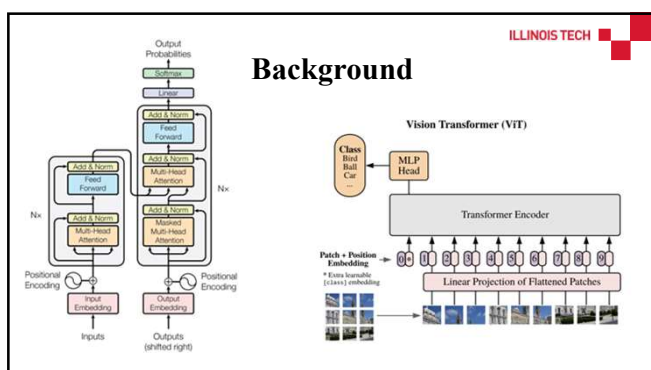 ILLINOIS TECH
Background
Output
Probabilities
Softmax
Linear
Add & Norm
Feed
Forward
Add & Norm
Multi-Head
Attention
Add & Norm
Masked
Multi-Head
Attention
Nx
Positional
Encoding
Output
Embedding
Outputs
(shifted right)
Add & Norm
Feed
Forward
Add & Norm
Multi-Head
Attention
Nx
Positional
Encoding
Input
Embedding
Inputs
Vision Transformer (ViT)
Class
Bird
Ball
Car
...
MLP
Head
Transformer Encoder
Patch + Position
Embedding
* Extra learnable
[class] embedding
0 * 1 2 3 4 5 6 7 8 9
Linear Projection of Flattened Patches